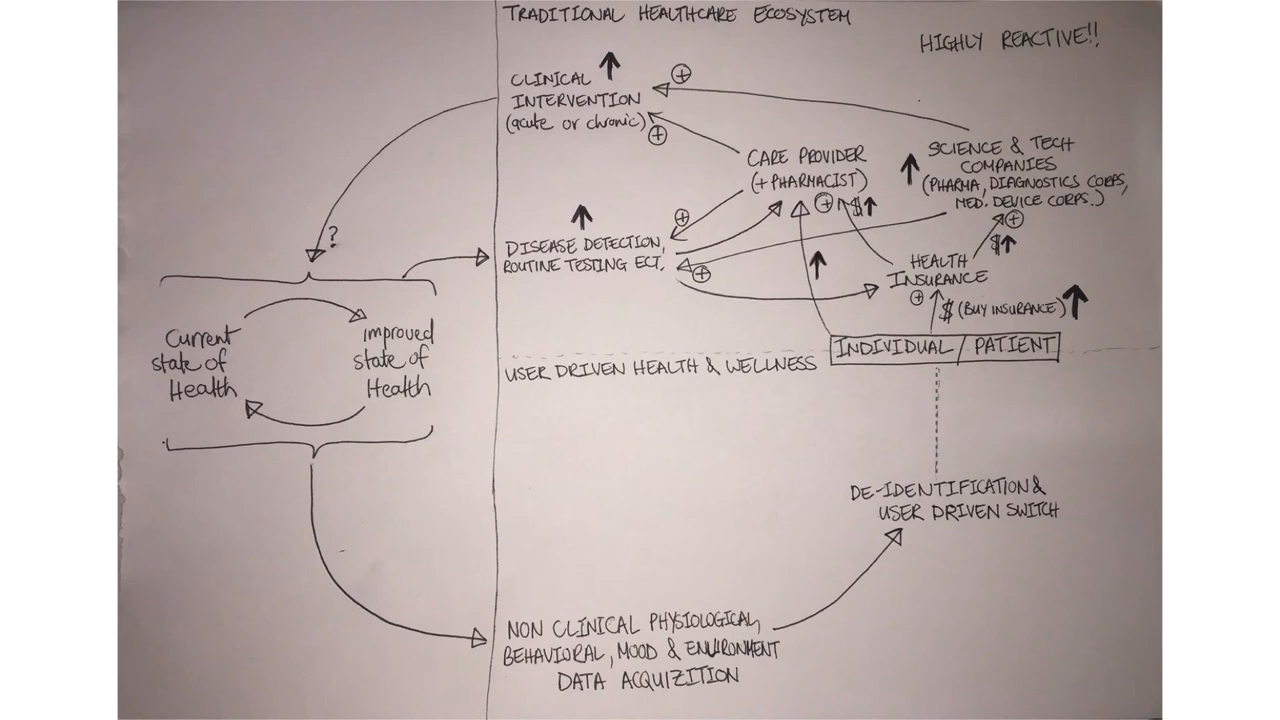 TRADITIONAL HEALTHCARE ECOSYSTEM
HIGHLY REACTIVE!!
CLINICAL
INTERVENTION
(acute or chronic)
+
+
CARE PROVIDER
(+ PHARMACIST)
+ $
SCIENCE & TECH
COMPANIES
(PHARMA, DIAGNOSTICS CORPS,
MED. DEVICE CORPS.)
+
$
?
DISEASE DETECTION,
ROUTINE TESTING ECT.
+
+
HEALTH
INSURANCE
+
$ (BUY INSURANCE)
INDIVIDUAL / PATIENT
Current
state of
Health
improved
state of
Health
USER DRIVEN HEALTH & WELLNESS
DE-IDENTIFICATION &
USER DRIVEN SWITCH
NON CLINICAL PHYSIOLOGICAL,
BEHAVIORAL, MOOD & ENVIRONMENT
DATA ACQUIZITION